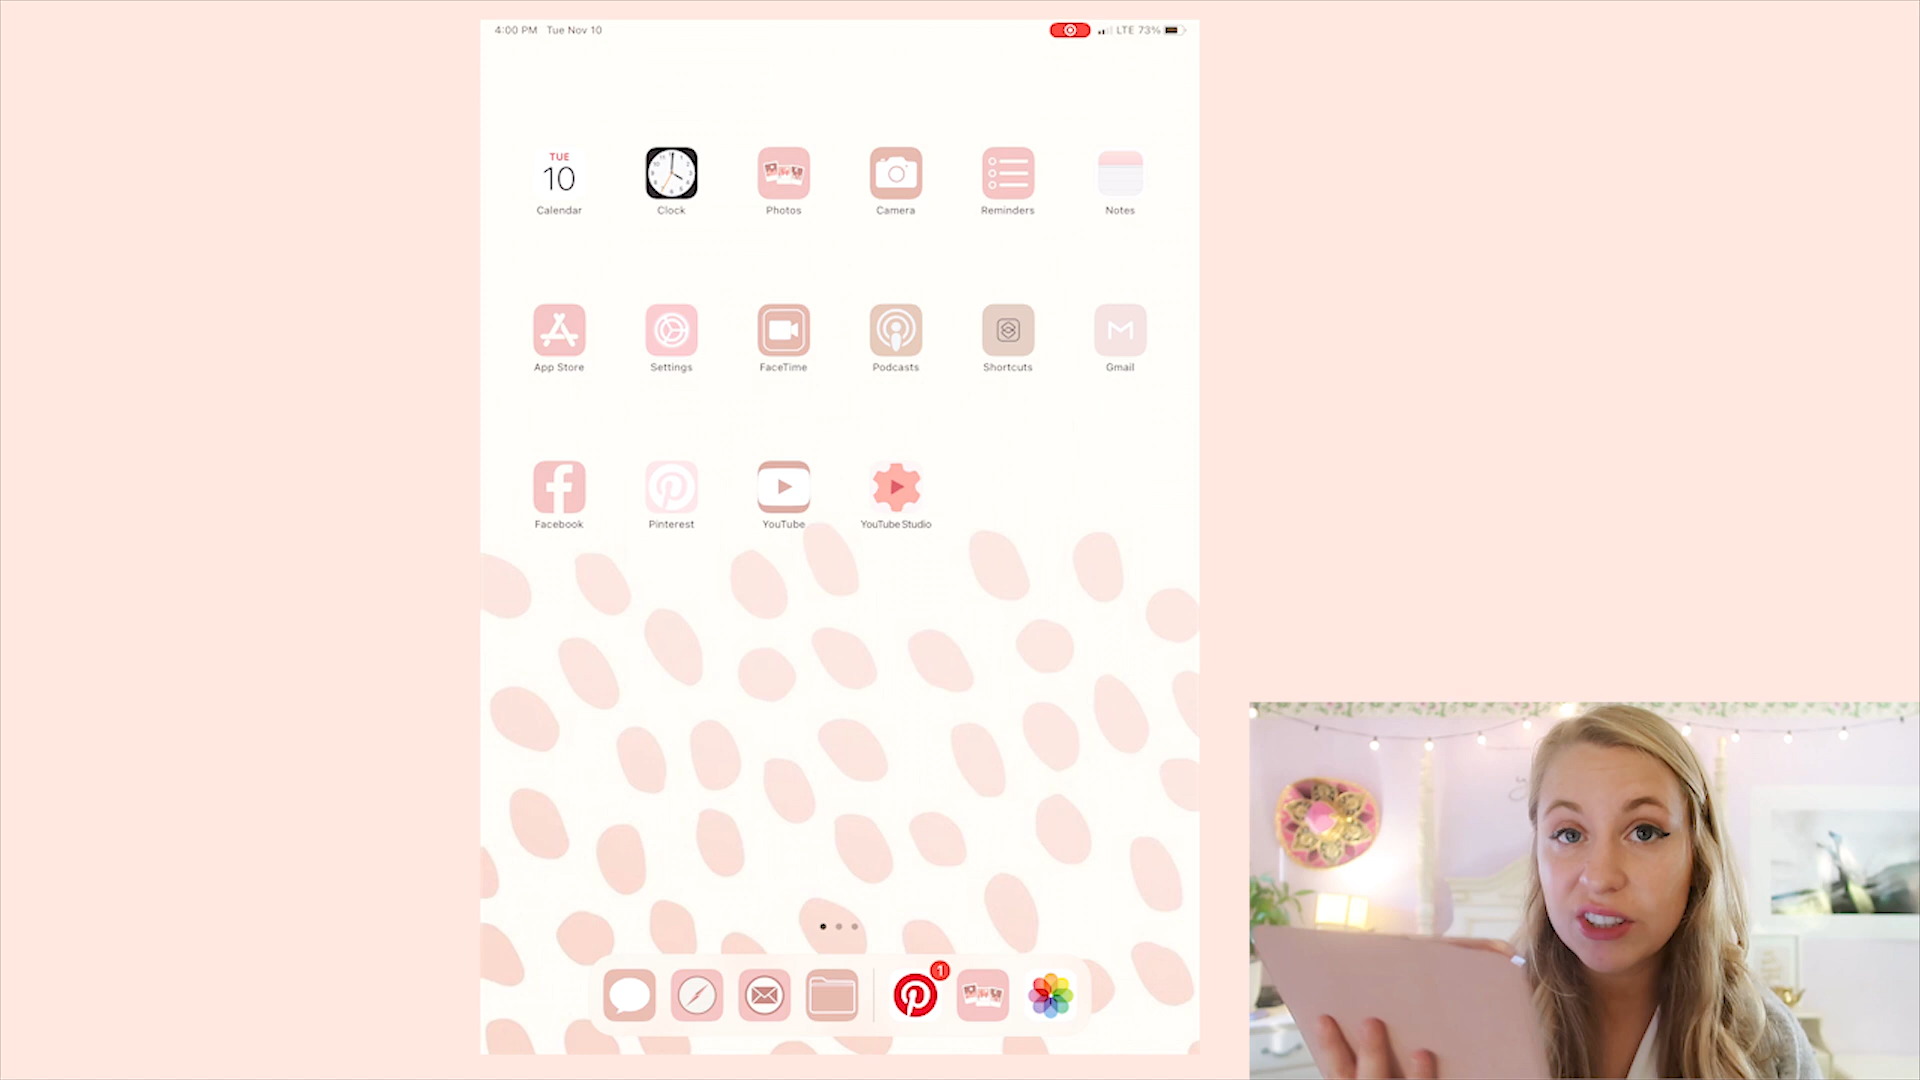 4:00 PM Tue Nov 10
LTE 73%
TUE
10
Calendar
Clock
Photos
Camera
Reminders
Notes
App Store
Settings
FaceTime
Podcasts
Shortcuts
Gmail
Facebook
Pinterest
YouTube
YouTube Studio
1